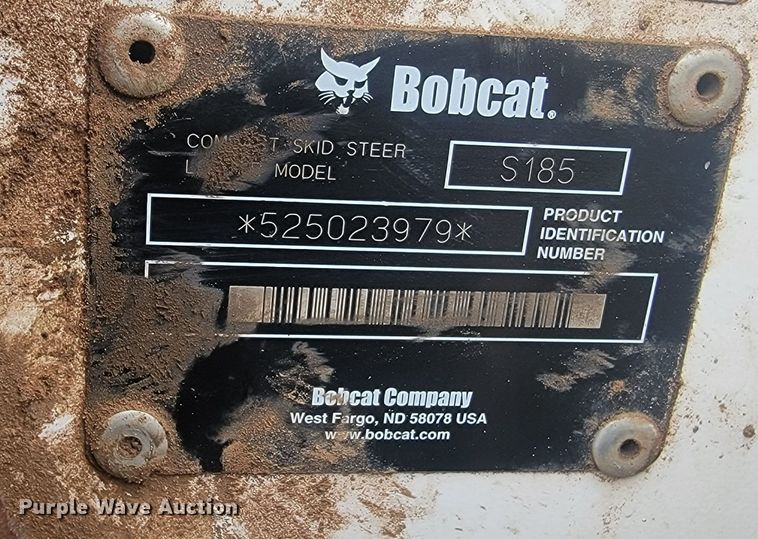 Bobcat®
SKID STEER
MODEL
S185
*525023979*
PRODUCT
IDENTIFICATION
NUMBER
Bobcat Company
West Fargo, ND 58078 USA
www.bobcat.com
Purple Wave Auction